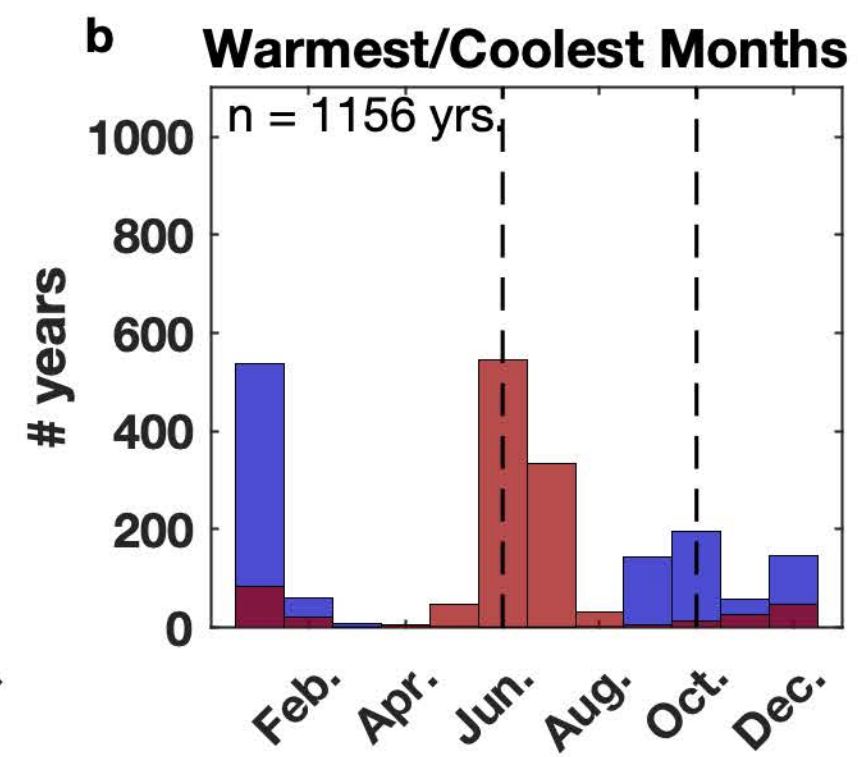 b
Warmest/Coolest Months
n = 1156 yrs.
1000
800
600
400
200
0
# years
Feb.
Apr.
Jun.
Aug.
Oct.
Dec.